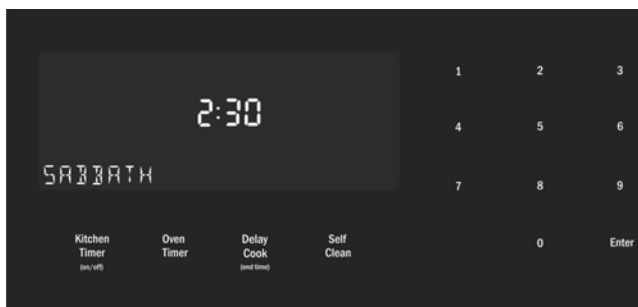 1 2 3
2:30
4 5 6
SABBATH
7 8 9
Kitchen Timer (on/off)
Oven Timer
Delay Cook (end time)
Self Clean
0 Enter